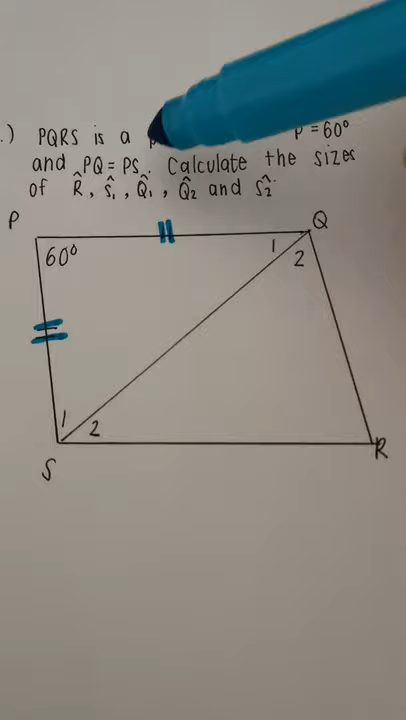 .) PQRS is a P̂ = 60°
and PQ = PS. Calculate the sizes
of R̂, Ŝ₁, Q̂₁, Q̂₂ and Ŝ₂.
P
Q
60°
1
2
1
2
S
R